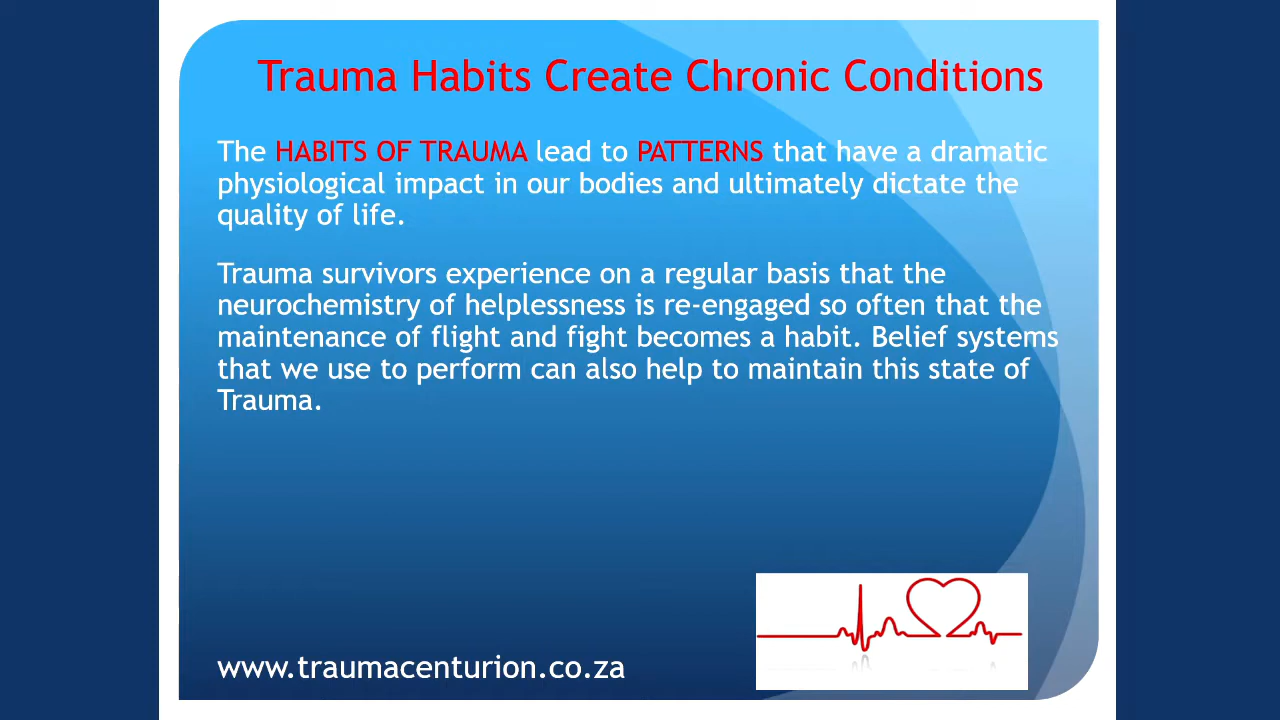 Trauma Habits Create Chronic Conditions
The HABITS OF TRAUMA lead to PATTERNS that have a dramatic
physiological impact in our bodies and ultimately dictate the
quality of life.
Trauma survivors experience on a regular basis that the
neurochemistry of helplessness is re-engaged so often that the
maintenance of flight and fight becomes a habit. Belief systems
that we use to perform can also help to maintain this state of
Trauma.
www.traumacenturion.co.za